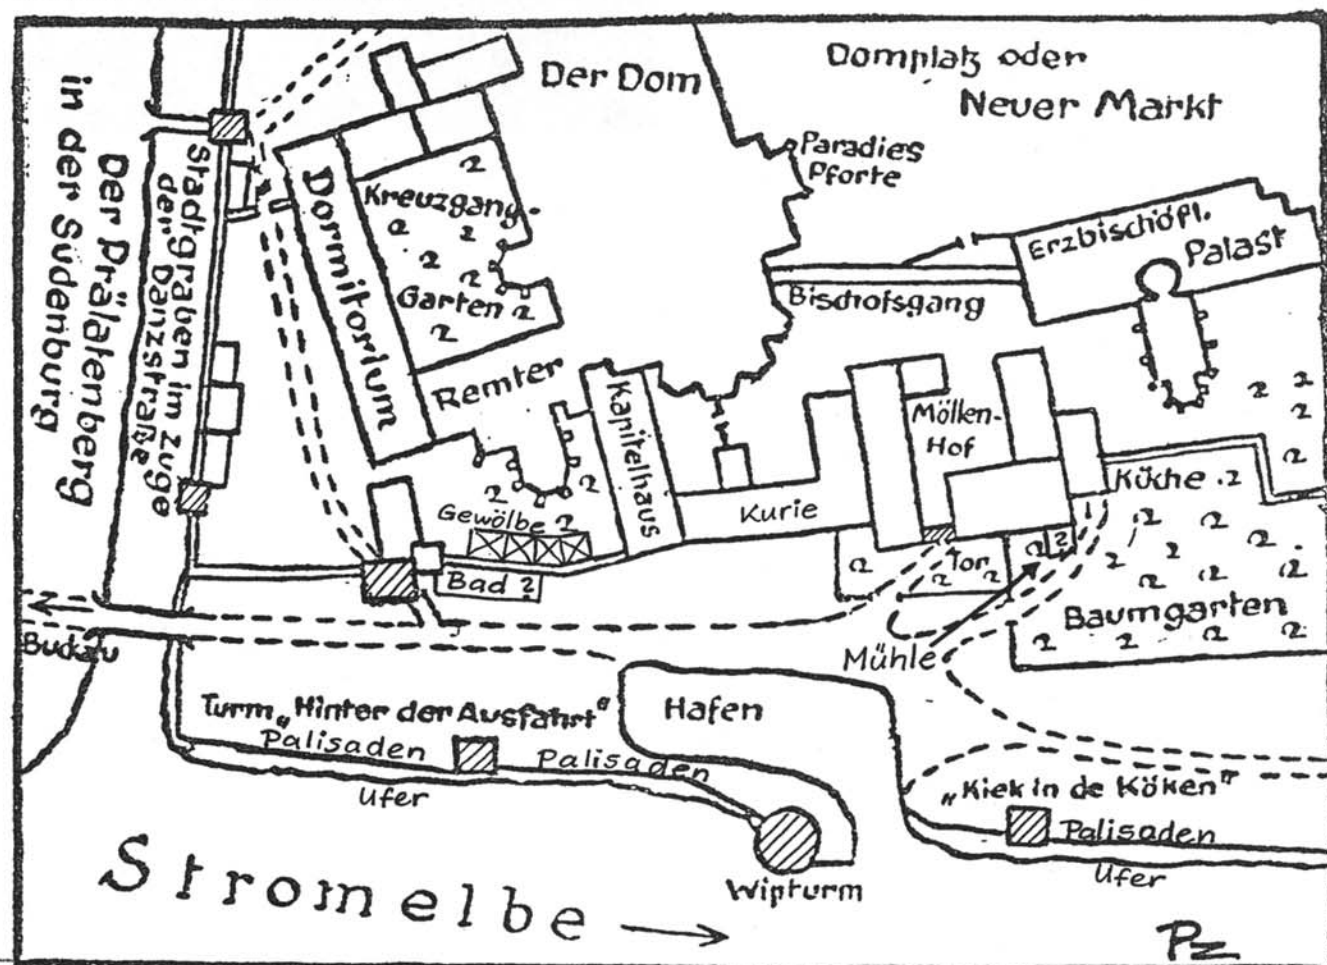 Der Dom
Domplatz oder
Neuer Markt
Paradies
Pforte
in der Sudenburg
Der Prälatenberg
Stadtgraben im Zuge
der Danzstraße
Dormitorium
Kreuzgang-
Garten
Erzbischöfl.
Palast
Bischofsgang
Remter
Kapitelhaus
Möllen-
Hof
Küche
Gewölbe
Kurie
Bad ?
Tor
?
Baumgarten
Buckau
Mühle
Turm „Hinter der Ausfahrt“
Hafen
Palisaden
Palisaden
Ufer
„Kiek in de Köken“
Palisaden
Ufer
Wipturm
Stromelbe
Pz